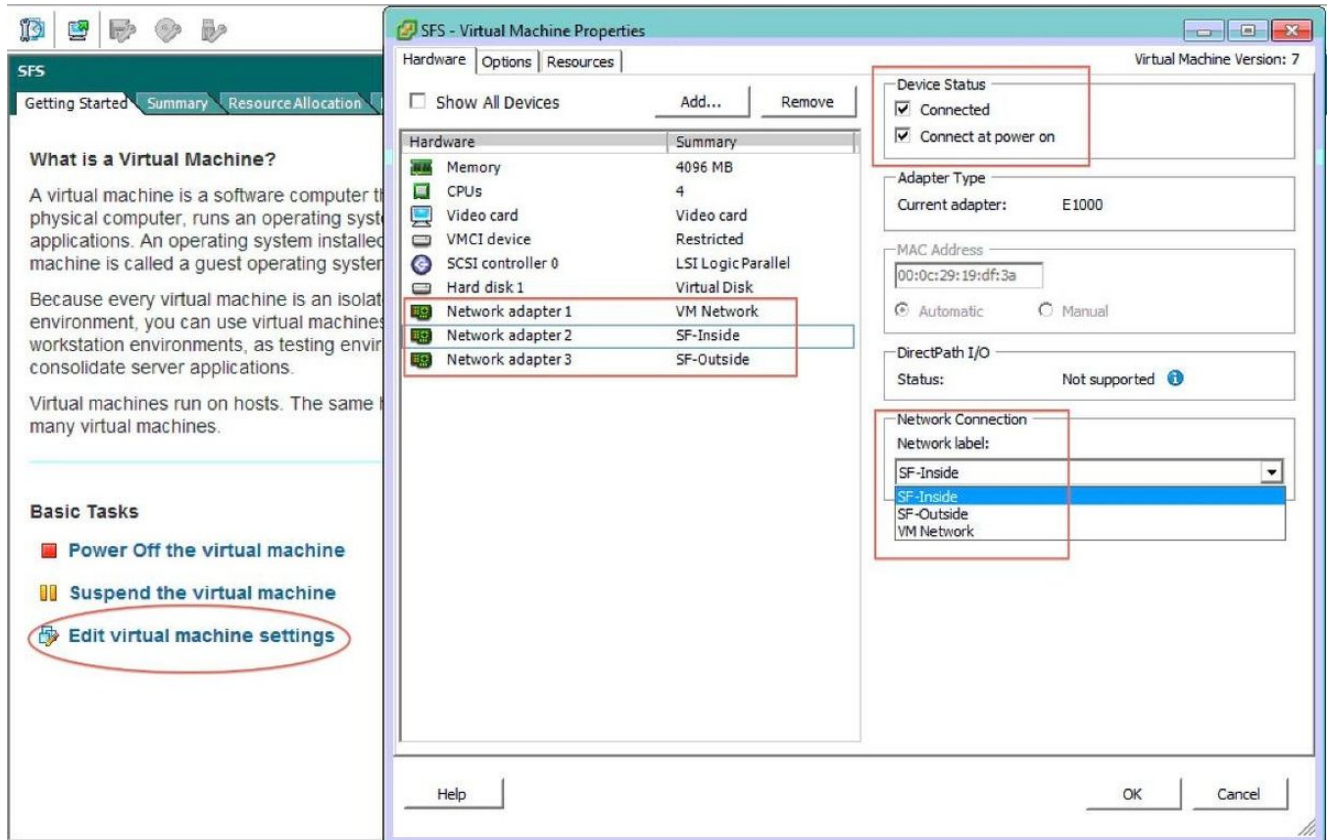 SFS
Getting Started Summary Resource Allocation
What is a Virtual Machine?
A virtual machine is a software computer
physical computer, runs an operating
applications. An operating system installed
machine is called a guest operating
Because every virtual machine is an
environment, you can use virtual machines
workstation environments, as testing
consolidate server applications.
Virtual machines run on hosts. The same
many virtual machines.
Basic Tasks
Power Off the virtual machine
Suspend the virtual machine
Edit virtual machine settings
SFS - Virtual Machine Properties
Hardware Options Resources
Virtual Machine Version: 7
Show All Devices Add... Remove
Hardware Summary
Memory 4096 MB
CPUs 4
Video card Video card
VMCI device Restricted
SCSI controller 0 LSI Logic Parallel
Hard disk 1 Virtual Disk
Network adapter 1 VM Network
Network adapter 2 SF-Inside
Network adapter 3 SF-Outside
Device Status
Connected
Connect at power on
Adapter Type
Current adapter: E1000
MAC Address
00:0c:29:19:df:3a
Automatic Manual
DirectPath I/O
Status: Not supported
Network Connection
Network label:
SF-Inside
SF-Inside
SF-Outside
VM Network
Help OK Cancel